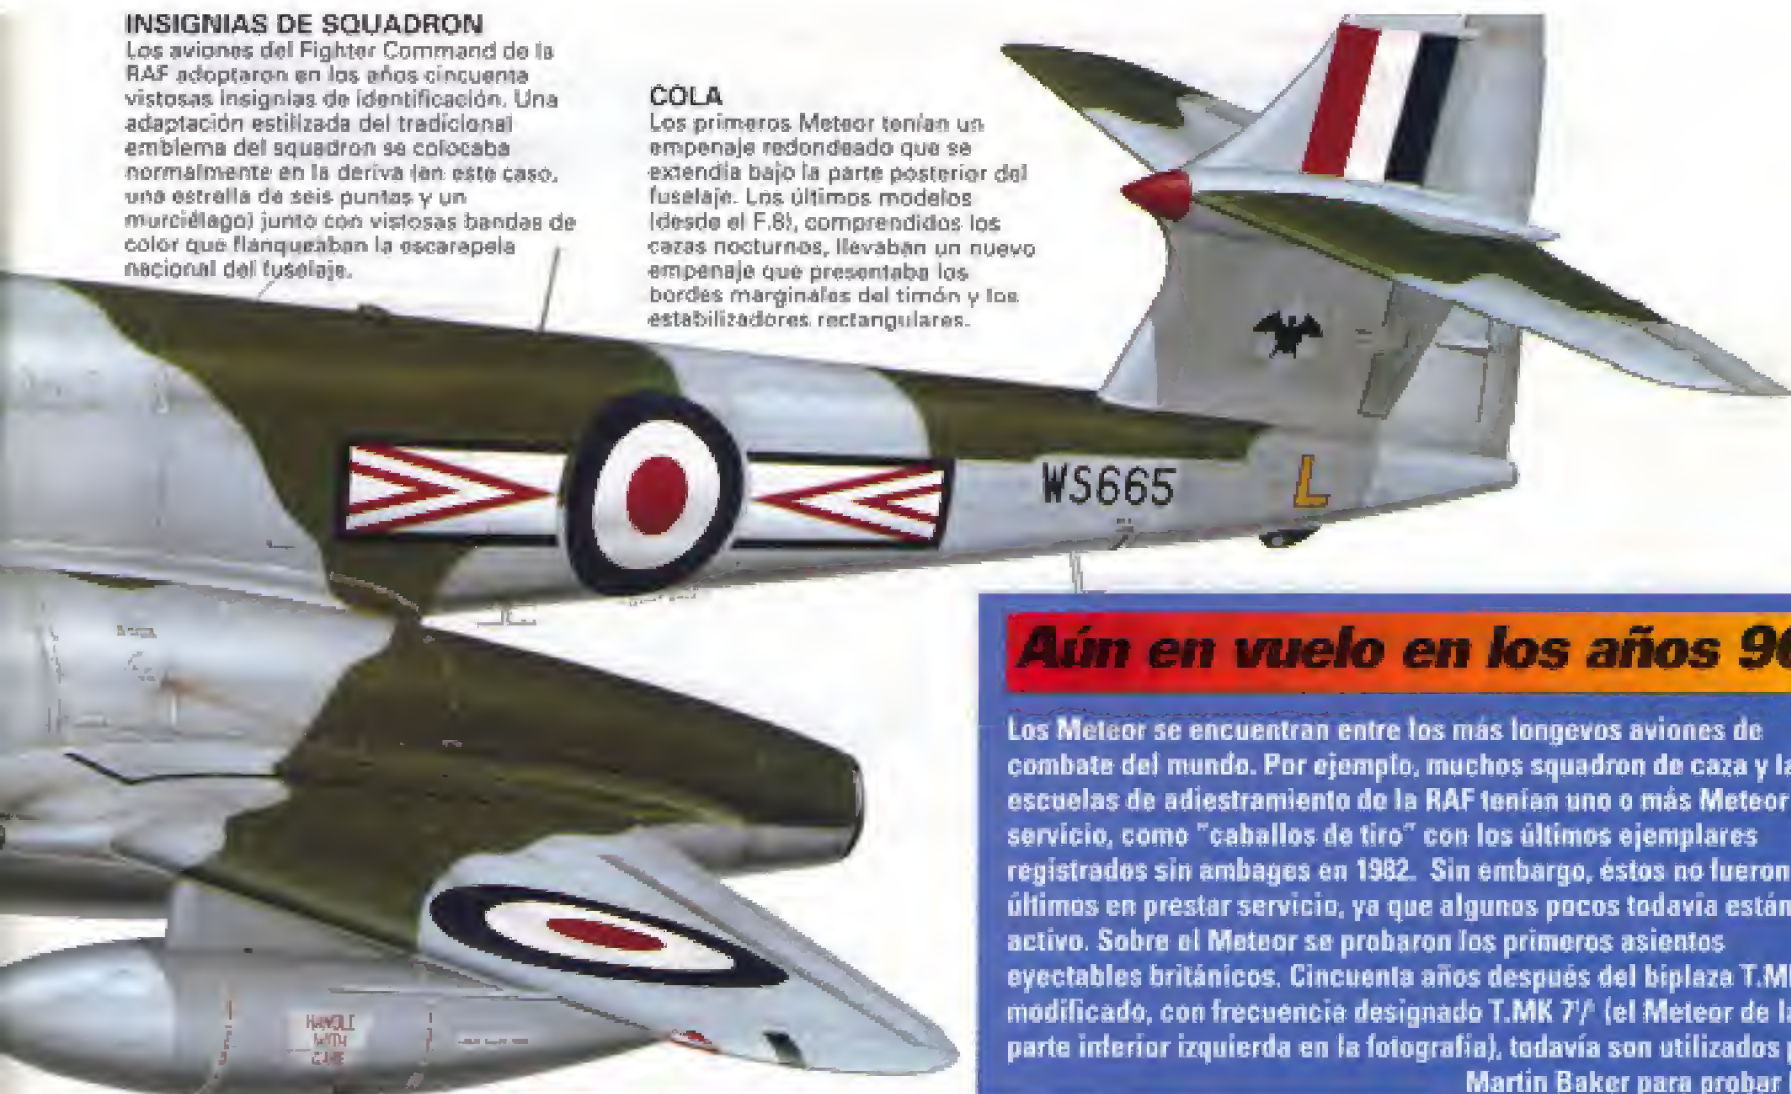 INSIGNIAS DE SQUADRON
Los aviones del Fighter Command de la
RAF adoptaron en los años cincuenta
vistosas insignias de identificación. Una
adaptación estilizada del tradicional
emblema del squadron se colocaba
normalmente en la deriva (en este caso,
una estrella de seis puntas y un
murciélago) junto con vistosas bandas de
color que flanqueaban la escarapela
nacional del fuselaje.
COLA
Los primeros Meteor tenían un
empenaje redondeado que se
extendía bajo la parte posterior del
fuselaje. Los últimos modelos
(desde el F.8), comprendidos los
cazas nocturnos, llevaban un nuevo
empenaje que presentaba los
bordes marginales del timón y los
estabilizadores rectangulares.
WS665
L
HANDLE
WITH
CARE
Aún en vuelo en los años 90
Los Meteor se encuentran entre los más longevos aviones de
combate del mundo. Por ejemplo, muchos squadron de caza y la
escuelas de adiestramiento de la RAF tenían uno o más Meteor
servicio, como "caballos de tiro" con los últimos ejemplares
registrados sin ambages en 1982. Sin embargo, éstos no fueron
últimos en prestar servicio, ya que algunos pocos todavía están
activo. Sobre el Meteor se probaron los primeros asientos
eyectables británicos. Cincuenta años después del biplaza T.M
modificado, con frecuencia designado T.MK 7 (el Meteor de la
parte inferior izquierda en la fotografía), todavía son utilizados p
Martin Baker para probar